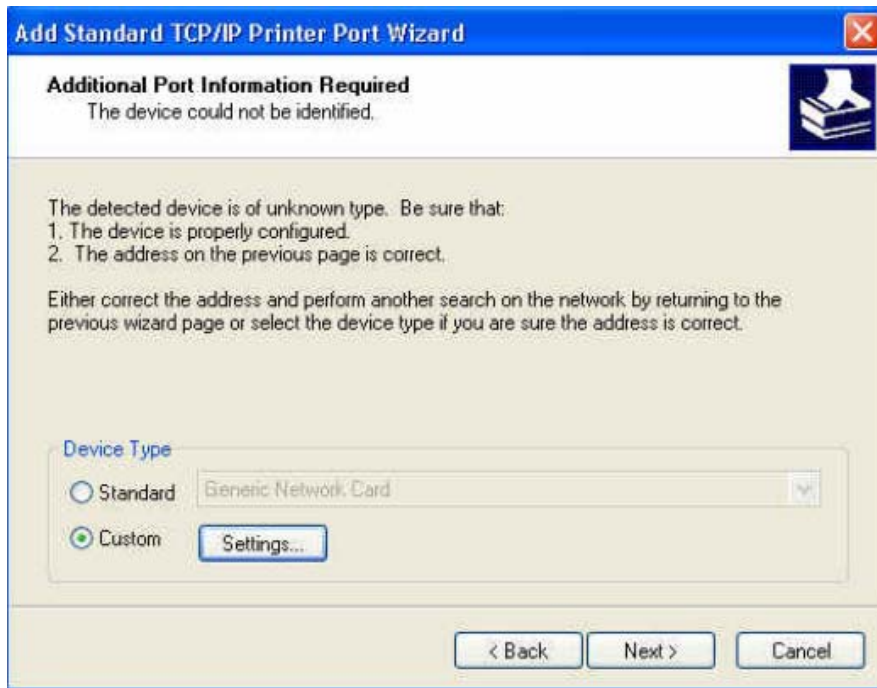 Add Standard TCP/IP Printer Port Wizard
Additional Port Information Required
The device could not be identified.
The detected device is of unknown type. Be sure that:
1. The device is properly configured.
2. The address on the previous page is correct.
Either correct the address and perform another search on the network by returning to the
previous wizard page or select the device type if you are sure the address is correct.
Device Type
Standard
Generic Network Card
Custom
Settings...
< Back
Next >
Cancel